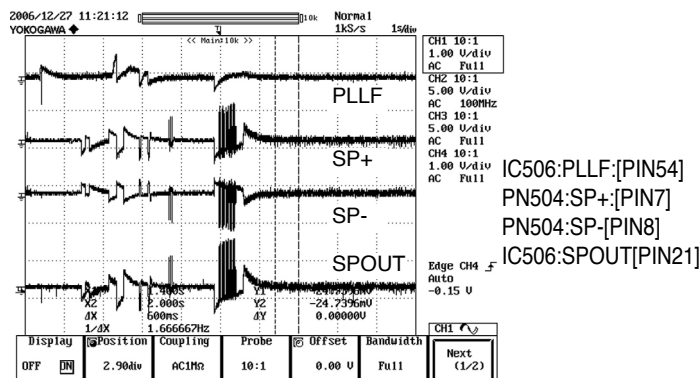 2006/12/27 11:21:12
10k
Normal
YOKOGAWA ◆
1kS/s 1s/div
<< Main:10k >>
CH1 10:1
1.00 V/div
AC Full
CH2 10:1
5.00 V/div
AC 100MHz
CH3 10:1
5.00 V/div
AC Full
CH4 10:1
1.00 V/div
AC Full
PLLF
SP+
SP-
SPOUT
IC506:PLLF:[PIN54]
PN504:SP+:[PIN7]
PN504:SP-[PIN8]
IC506:SPOUT[PIN21]
Edge CH4
Auto
-0.15 V
Y1
X2 2.000s Y2 -24.7396mV
ΔX 600ms ΔY 0.00000V
1/ΔX 1.666667Hz
CH1
Display
OFF ON
Position
2.90div
Coupling
AC1MΩ
Probe
10:1
Offset
0.00 V
Bandwidth
Full
Next
(1/2)